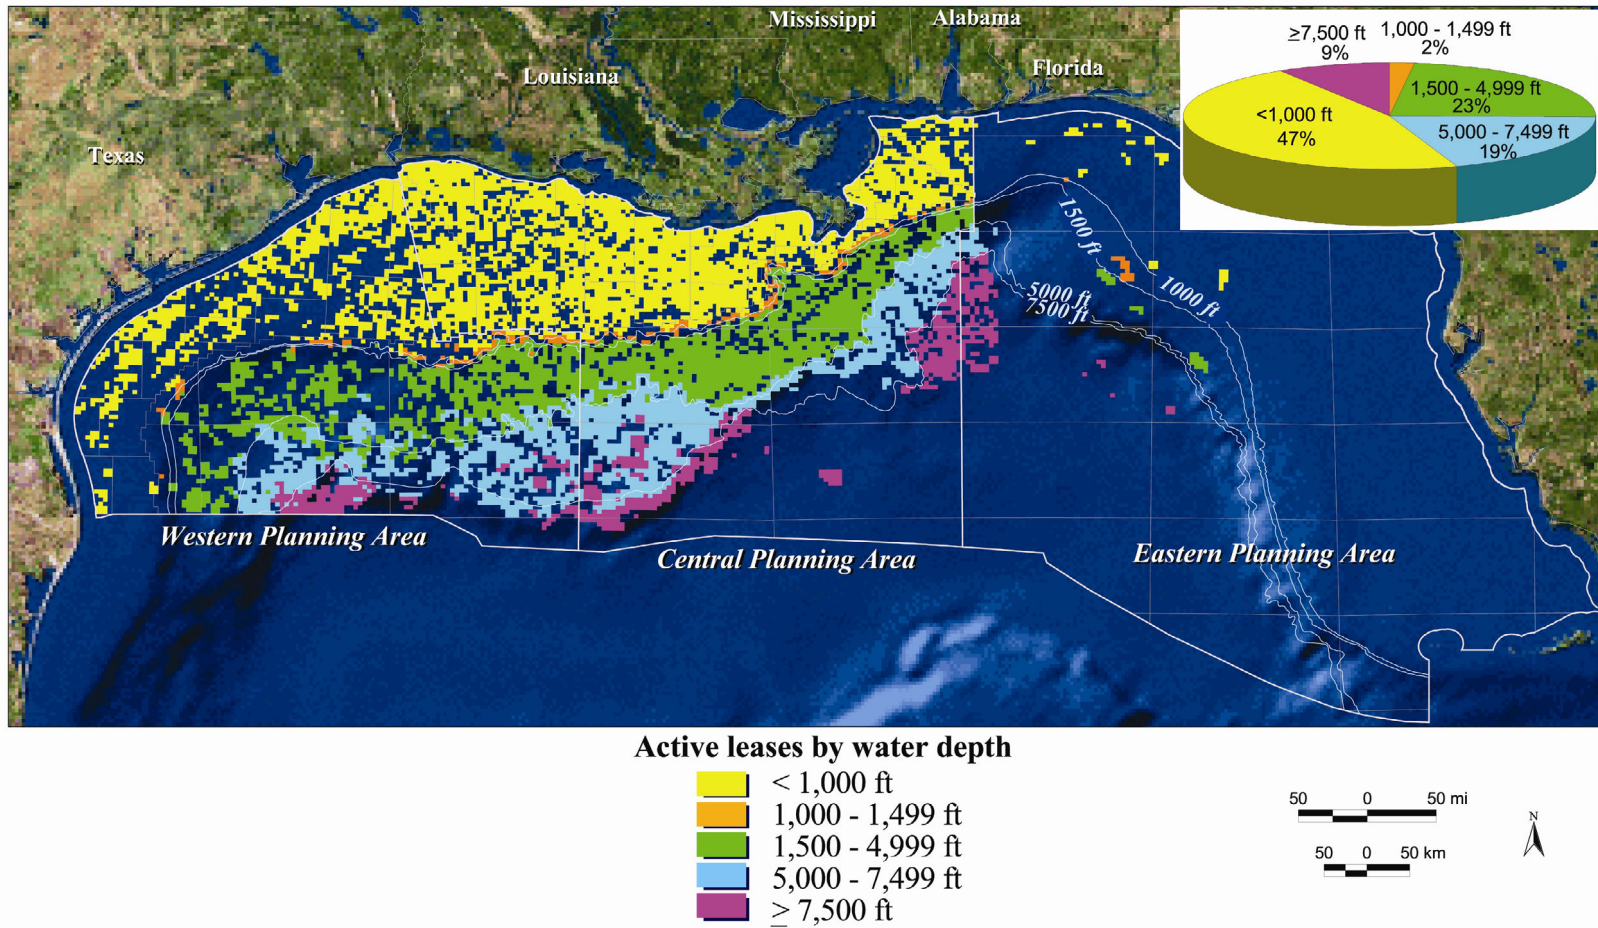 Mississippi
Alabama
Louisiana
Florida
Texas
≥7,500 ft
9%
1,000 - 1,499 ft
2%
1,500 - 4,999 ft
23%
<1,000 ft
47%
5,000 - 7,499 ft
19%
1500 ft
1000 ft
5000 ft
7500 ft
Western Planning Area
Central Planning Area
Eastern Planning Area
Active leases by water depth
< 1,000 ft
1,000 - 1,499 ft
1,500 - 4,999 ft
5,000 - 7,499 ft
≥ 7,500 ft
50 0 50 mi
50 0 50 km
N